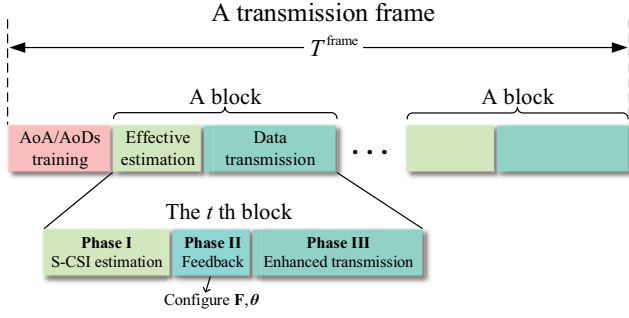 A transmission frame
T^frame
A block
A block
AoA/AoDs
training
Effective
estimation
Data
transmission
...
The t th block
Phase I
S-CSI estimation
Phase II
Feedback
Phase III
Enhanced transmission
Configure F, θ